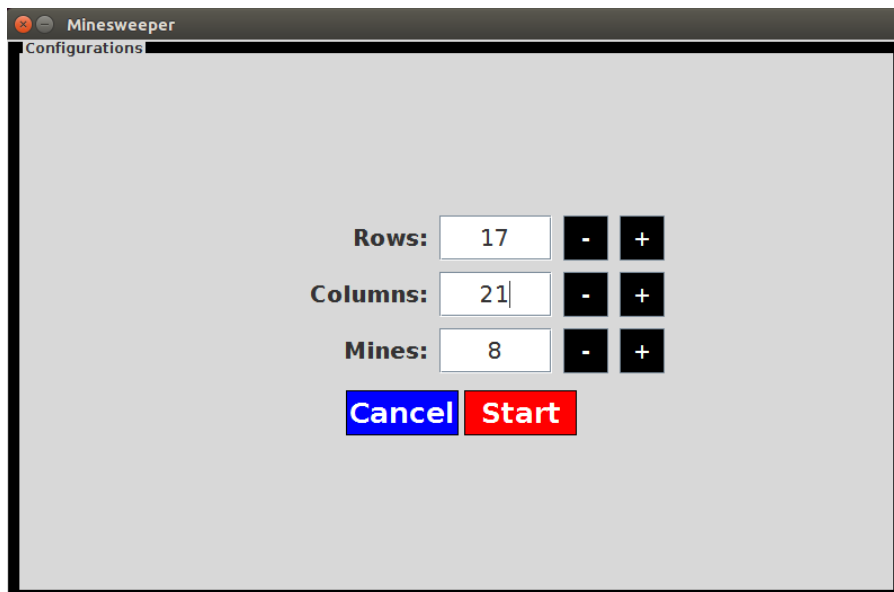 Minesweeper
Configurations
Rows: 17 - +
Columns: 21 - +
Mines: 8 - +
Cancel Start